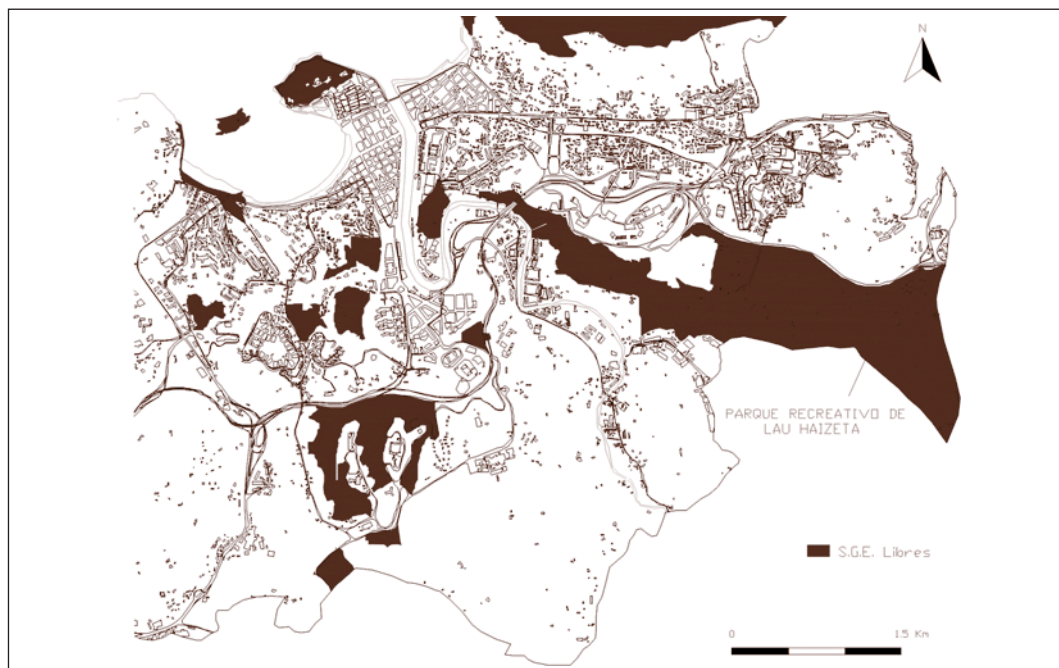 N
PARQUE RECREATIVO DE
LAU HAIZETA
S.G.E. Libres
0 1.5 Km